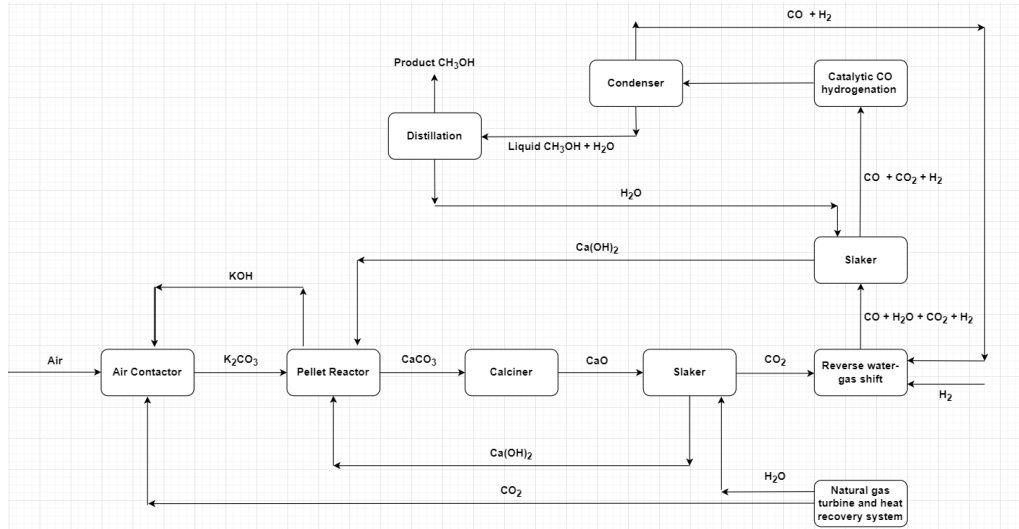 CO + H₂
Product CH₃OH
Condenser
Catalytic CO
hydrogenation
Distillation
Liquid CH₃OH + H₂O
CO + CO₂ + H₂
H₂O
Ca(OH)₂
Slaker
KOH
CO + H₂O + CO₂ + H₂
Air
Air Contactor
K₂CO₃
Pellet Reactor
CaCO₃
Calciner
CaO
Slaker
CO₂
Reverse water-
gas shift
H₂
Ca(OH)₂
H₂O
CO₂
Natural gas
turbine and heat
recovery system